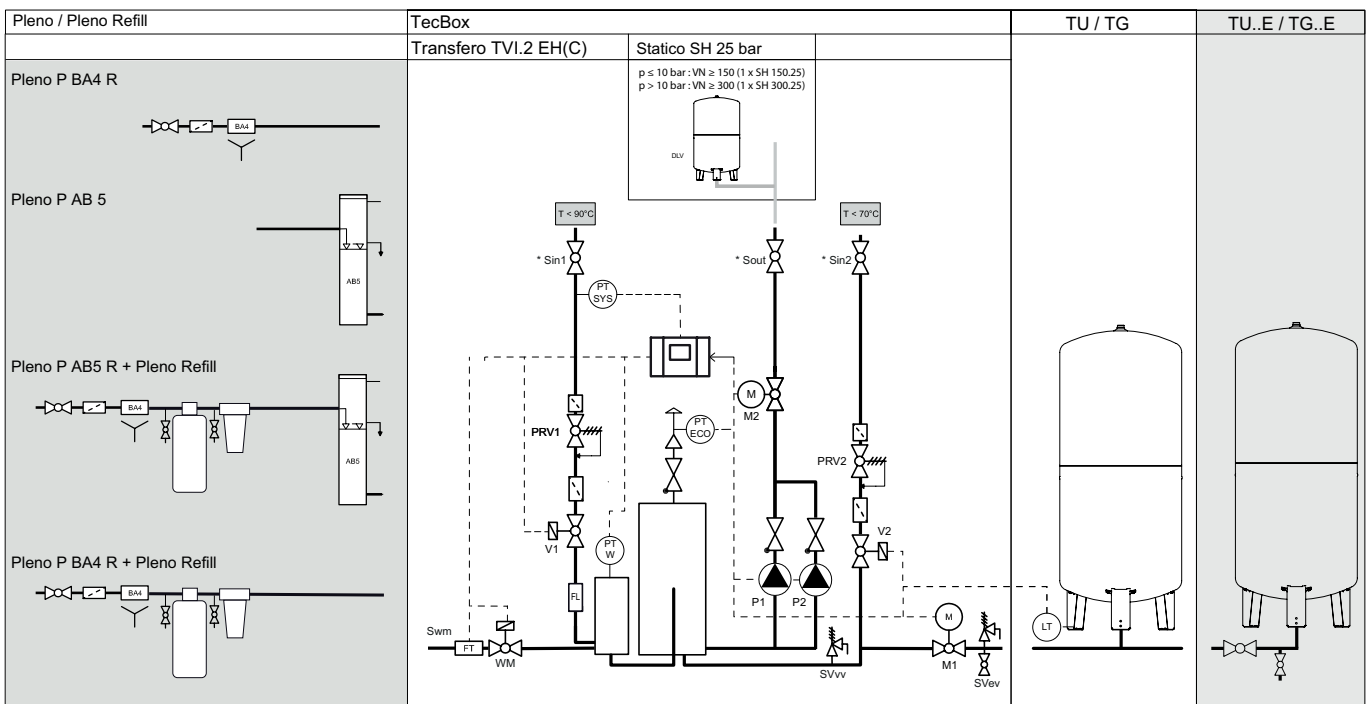 Pleno / Pleno Refill
TecBox
TU / TG
TU..E / TG..E
Transfero TVI.2 EH(C)
Statico SH 25 bar
Pleno P BA4 R
BA4
Pleno P AB 5
AB5
Pleno P AB5 R + Pleno Refill
BA4
AB5
Pleno P BA4 R + Pleno Refill
BA4
p ≤ 10 bar : VN ≥ 150 (1 x SH 150.25)
p > 10 bar : VN ≥ 300 (1 x SH 300.25)
DLV
T < 90°C
T < 70°C
* Sin1
* Sout
* Sin2
PT
SYS
M
M2
PRV1
PT
ECO
PRV2
V1
PT
W
V2
FL
P1
P2
LT
Swm
FT
WM
SVvv
M
M1
SVev